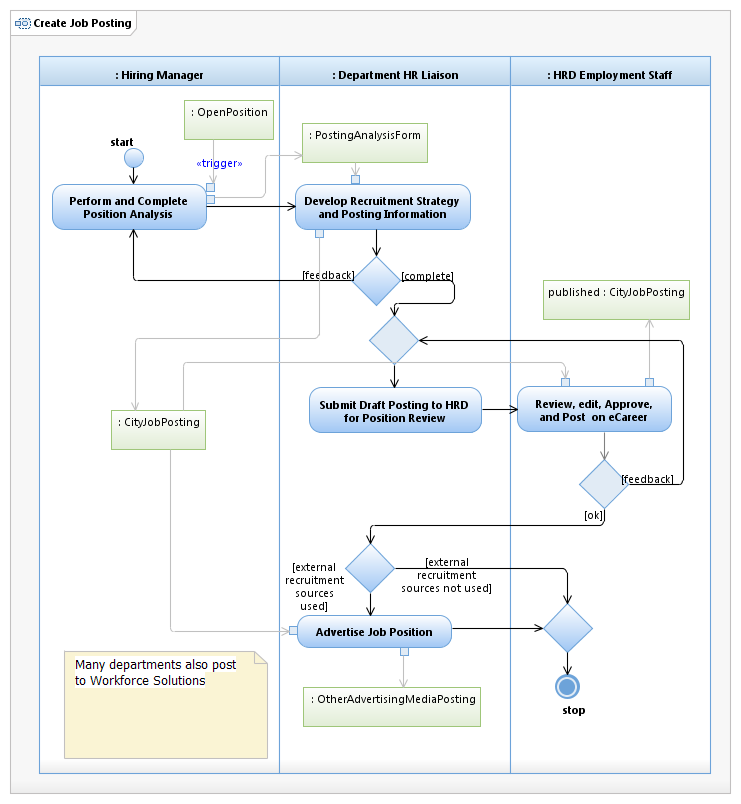 Create Job Posting
: Hiring Manager
: Department HR Liaison
: HRD Employment Staff
: OpenPosition
: PostingAnalysisForm
start
«trigger»
Perform and Complete
Position Analysis
Develop Recruitment Strategy
and Posting Information
[feedback]
[complete]
published : CityJobPosting
Submit Draft Posting to HRD
for Position Review
Review, edit, Approve,
and Post  on eCareer
: CityJobPosting
[feedback]
[ok]
[external
recruitment
sources
used]
[external
recruitment
sources not used]
Advertise Job Position
Many departments also post
to Workforce Solutions
: OtherAdvertisingMediaPosting
stop